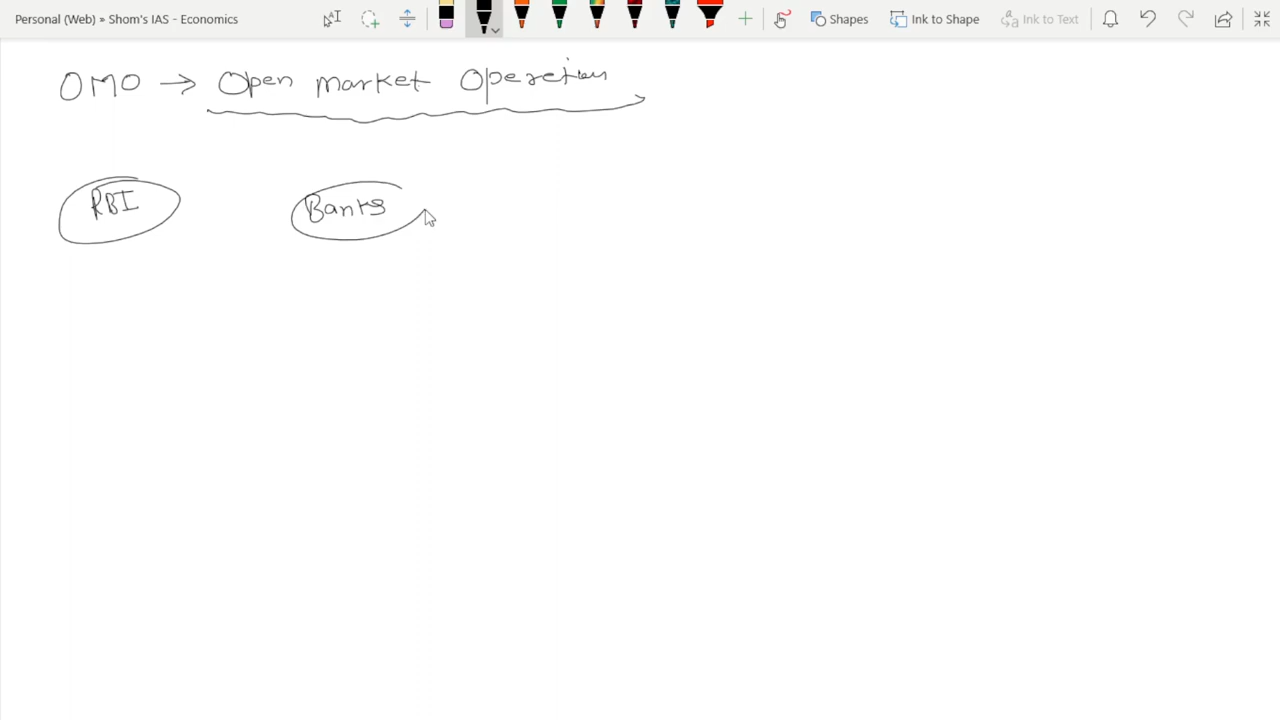 Personal (Web) » Shom's IAS - Economics
Shapes
Ink to Shape
Ink to Text
OMO → Open market Operation
RBI
Banks